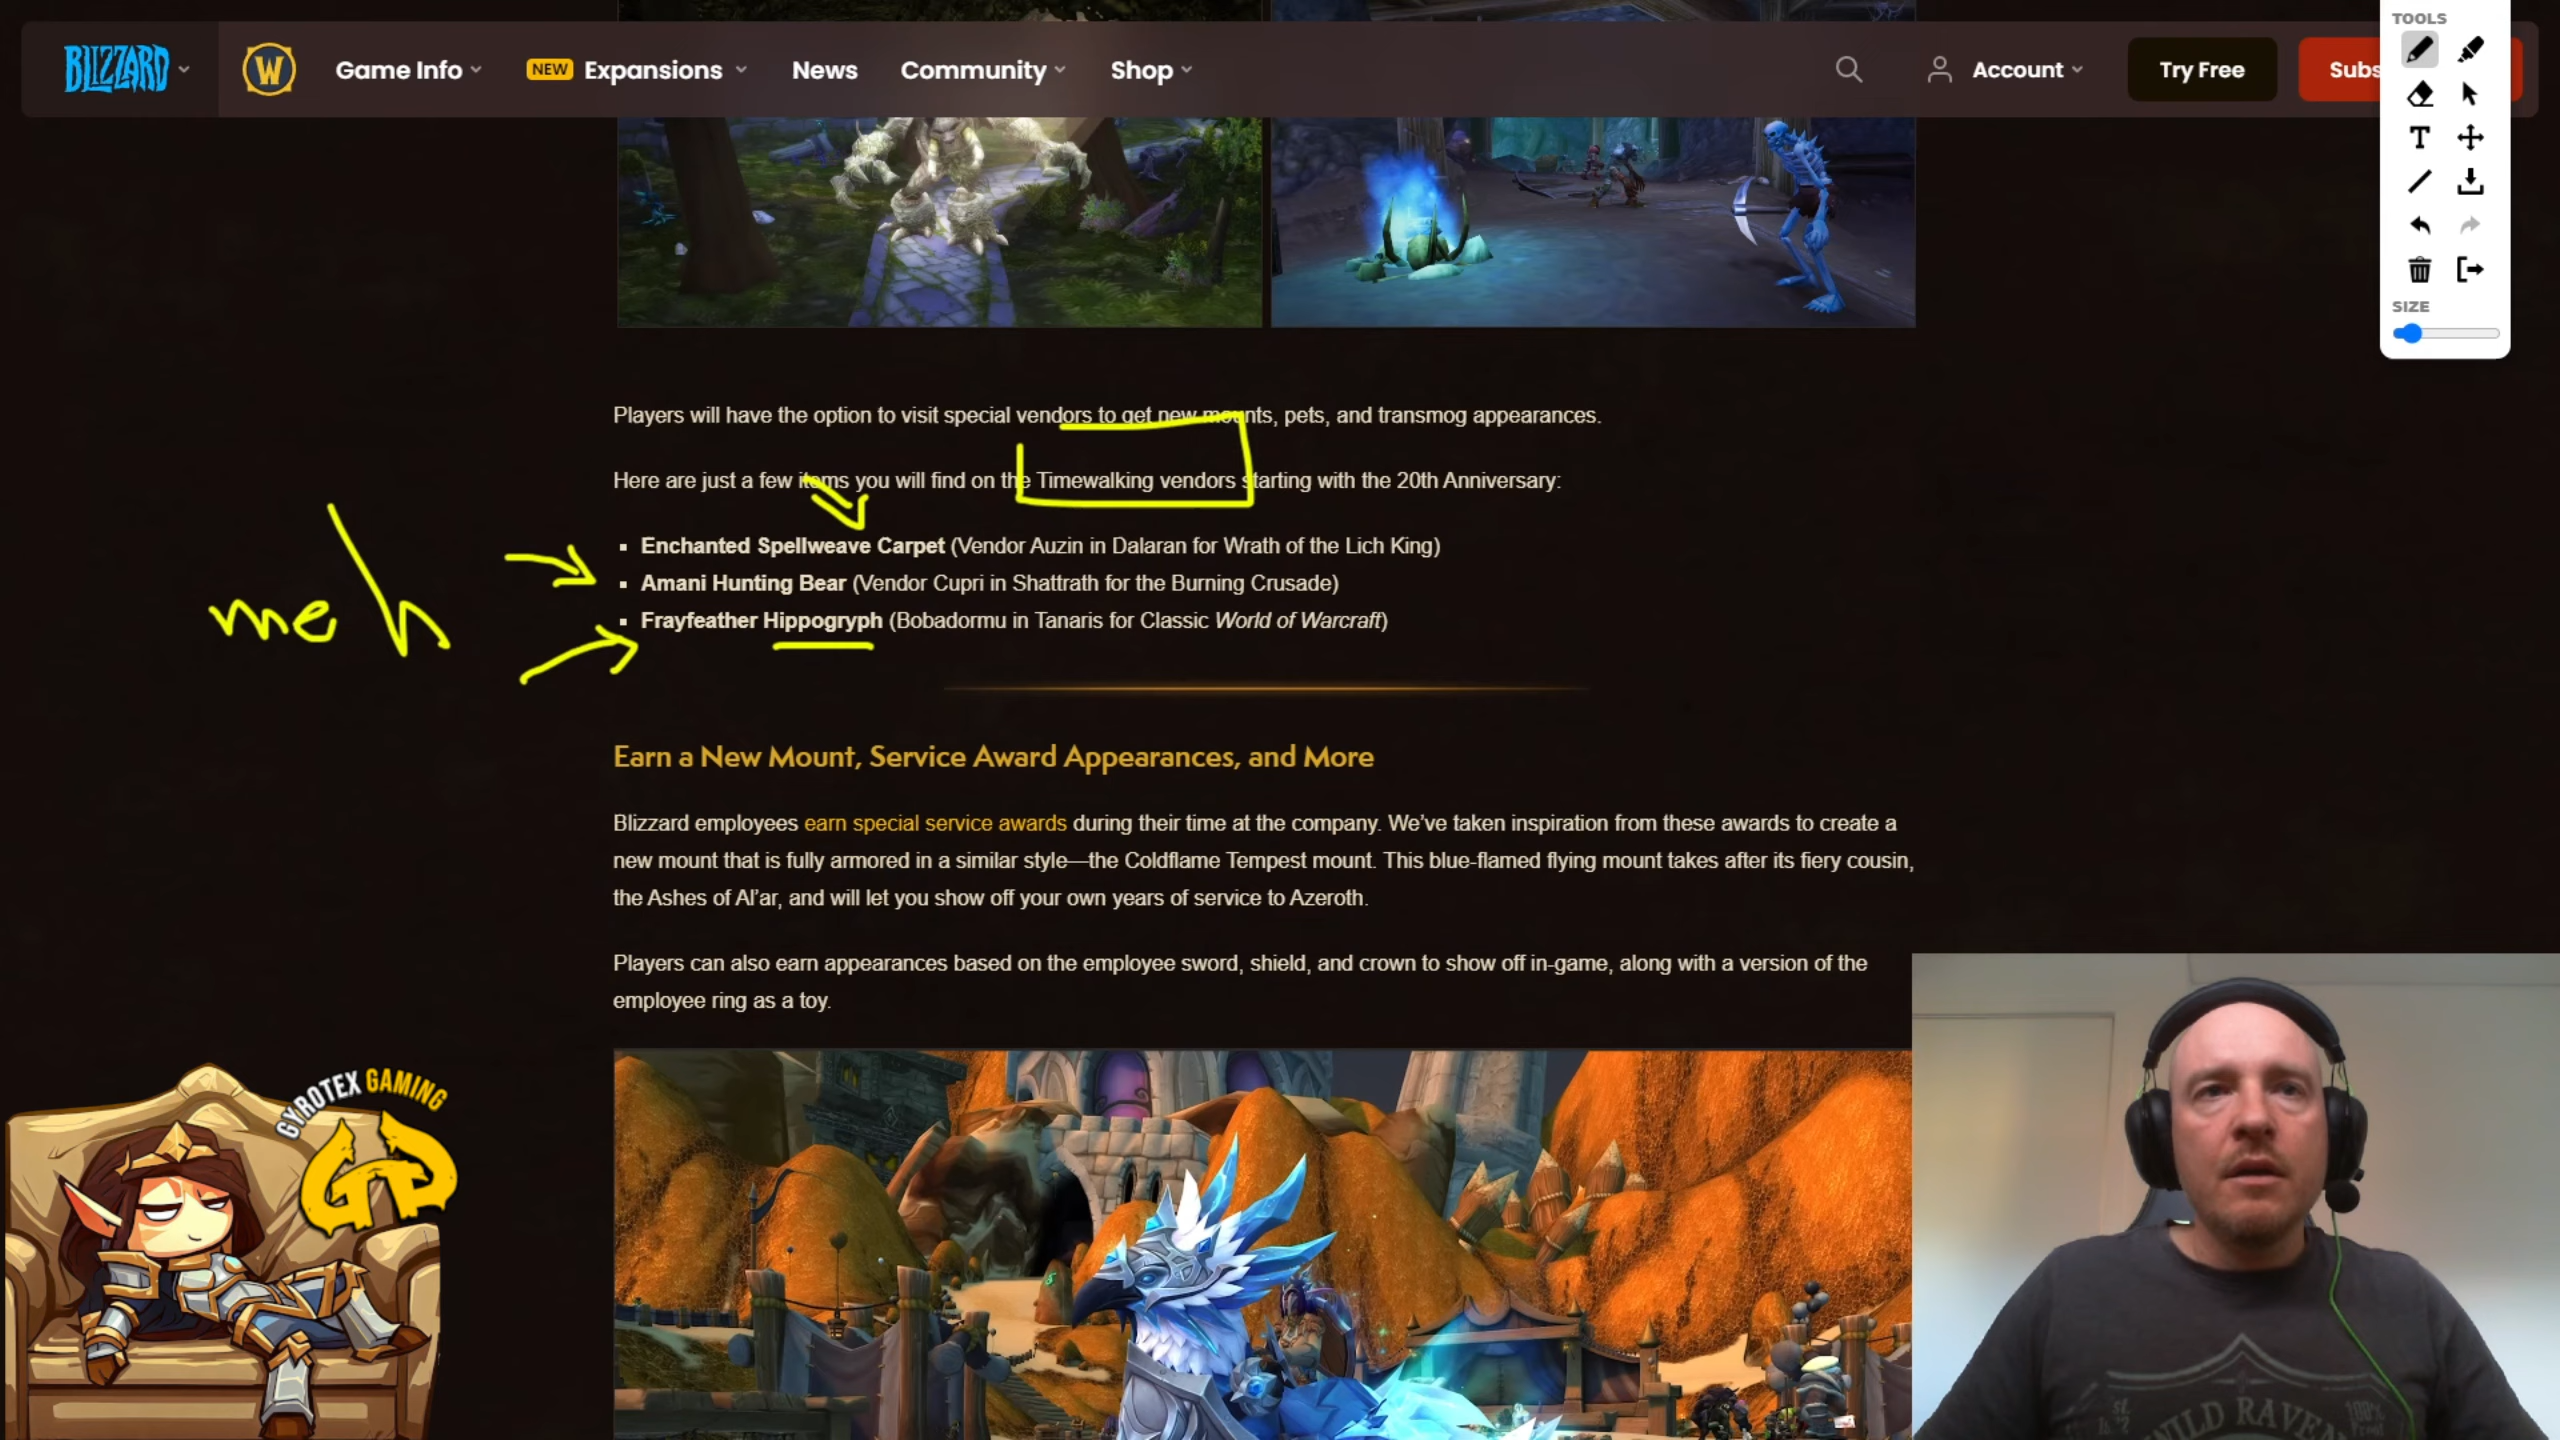 BLIZZARD
W
Game Info
NEW Expansions
News
Community
Shop
Account
Try Free
Subs
TOOLS
T
SIZE
Players will have the option to visit special vendors to get new mounts, pets, and transmog appearances.
Here are just a few items you will find on the Timewalking vendors starting with the 20th Anniversary:
meh
▪ Enchanted Spellweave Carpet (Vendor Auzin in Dalaran for Wrath of the Lich King)
▪ Amani Hunting Bear (Vendor Cupri in Shattrath for the Burning Crusade)
▪ Frayfeather Hippogryph (Bobadormu in Tanaris for Classic World of Warcraft)
Earn a New Mount, Service Award Appearances, and More
Blizzard employees earn special service awards during their time at the company. We’ve taken inspiration from these awards to create a
new mount that is fully armored in a similar style—the Coldflame Tempest mount. This blue-flamed flying mount takes after its fiery cousin,
the Ashes of Al’ar, and will let you show off your own years of service to Azeroth.
Players can also earn appearances based on the employee sword, shield, and crown to show off in-game, along with a version of the
employee ring as a toy.
GYROTEX GAMING
GG
WILD RAVEN